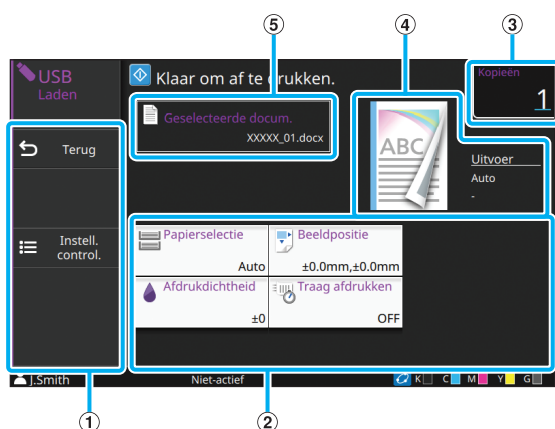 5
4
3
USB
Laden
Klaar om af te drukken.
Kopieën
1
Geselecteerde docum.
XXXXX_01.docx
ABC
Uitvoer
Auto
-
Terug
Instell.
control.
Papierselectie
Auto
Beeldpositie
±0.0mm,±0.0mm
Afdrukdichtheid
±0
Traag afdrukken
OFF
J.Smith
Niet-actief
K C M Y G
1
2